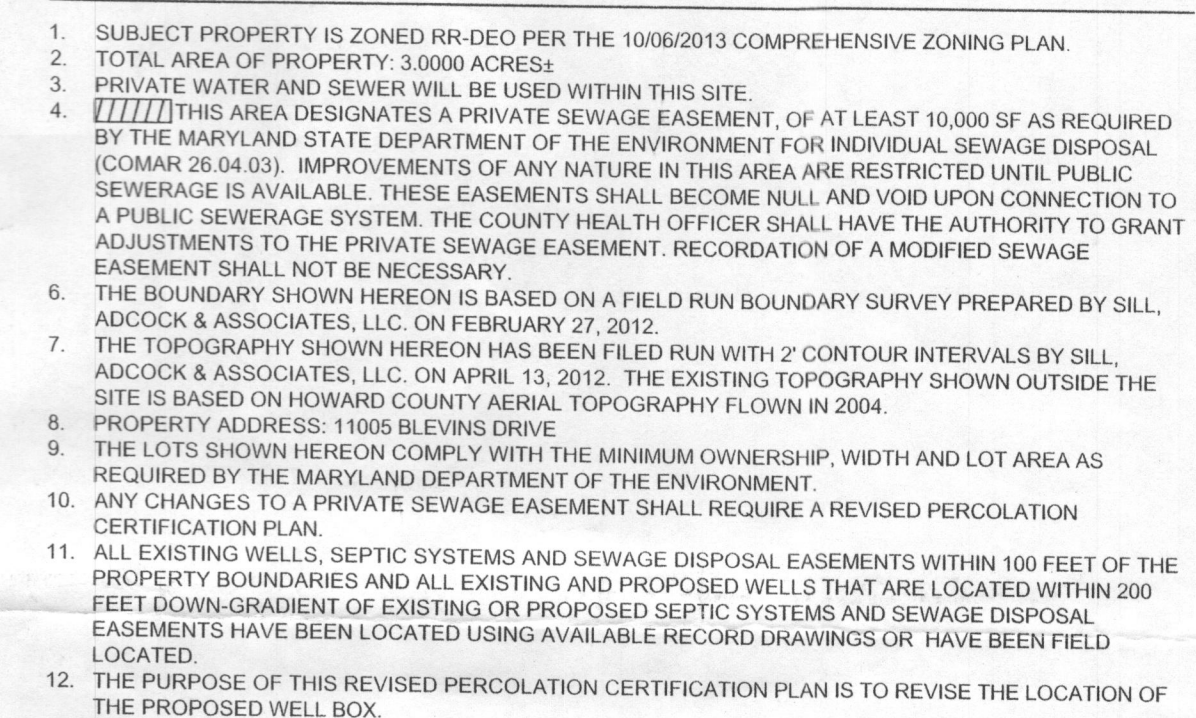 1. SUBJECT PROPERTY IS ZONED RR-DEO PER THE 10/06/2013 COMPREHENSIVE ZONING PLAN.
2. TOTAL AREA OF PROPERTY: 3.0000 ACRES±
3. PRIVATE WATER AND SEWER WILL BE USED WITHIN THIS SITE.
4. THIS AREA DESIGNATES A PRIVATE SEWAGE EASEMENT, OF AT LEAST 10,000 SF AS REQUIRED
BY THE MARYLAND STATE DEPARTMENT OF THE ENVIRONMENT FOR INDIVIDUAL SEWAGE DISPOSAL
(COMAR 26.04.03). IMPROVEMENTS OF ANY NATURE IN THIS AREA ARE RESTRICTED UNTIL PUBLIC
SEWERAGE IS AVAILABLE. THESE EASEMENTS SHALL BECOME NULL AND VOID UPON CONNECTION TO
A PUBLIC SEWERAGE SYSTEM. THE COUNTY HEALTH OFFICER SHALL HAVE THE AUTHORITY TO GRANT
ADJUSTMENTS TO THE PRIVATE SEWAGE EASEMENT. RECORDATION OF A MODIFIED SEWAGE
EASEMENT SHALL NOT BE NECESSARY.
6. THE BOUNDARY SHOWN HEREON IS BASED ON A FIELD RUN BOUNDARY SURVEY PREPARED BY SILL,
ADCOCK & ASSOCIATES, LLC. ON FEBRUARY 27, 2012.
7. THE TOPOGRAPHY SHOWN HEREON HAS BEEN FILED RUN WITH 2' CONTOUR INTERVALS BY SILL,
ADCOCK & ASSOCIATES, LLC. ON APRIL 13, 2012. THE EXISTING TOPOGRAPHY SHOWN OUTSIDE THE
SITE IS BASED ON HOWARD COUNTY AERIAL TOPOGRAPHY FLOWN IN 2004.
8. PROPERTY ADDRESS: 11005 BLEVINS DRIVE
9. THE LOTS SHOWN HEREON COMPLY WITH THE MINIMUM OWNERSHIP, WIDTH AND LOT AREA AS
REQUIRED BY THE MARYLAND DEPARTMENT OF THE ENVIRONMENT.
10. ANY CHANGES TO A PRIVATE SEWAGE EASEMENT SHALL REQUIRE A REVISED PERCOLATION
CERTIFICATION PLAN.
11. ALL EXISTING WELLS, SEPTIC SYSTEMS AND SEWAGE DISPOSAL EASEMENTS WITHIN 100 FEET OF THE
PROPERTY BOUNDARIES AND ALL EXISTING AND PROPOSED WELLS THAT ARE LOCATED WITHIN 200
FEET DOWN-GRADIENT OF EXISTING OR PROPOSED SEPTIC SYSTEMS AND SEWAGE DISPOSAL
EASEMENTS HAVE BEEN LOCATED USING AVAILABLE RECORD DRAWINGS OR HAVE BEEN FIELD
LOCATED.
12. THE PURPOSE OF THIS REVISED PERCOLATION CERTIFICATION PLAN IS TO REVISE THE LOCATION OF
THE PROPOSED WELL BOX.